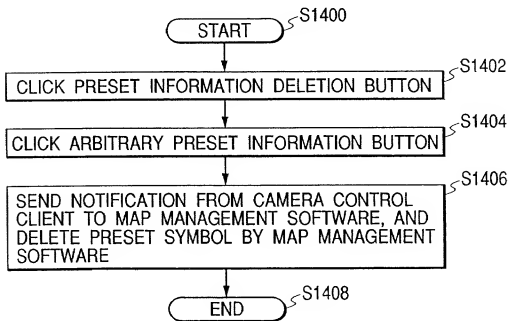 START
S1400
CLICK PRESET INFORMATION DELETION BUTTON
S1402
CLICK ARBITRARY PRESET INFORMATION BUTTON
S1404
SEND NOTIFICATION FROM CAMERA CONTROL
CLIENT TO MAP MANAGEMENT SOFTWARE, AND
DELETE PRESET SYMBOL BY MAP MANAGEMENT
SOFTWARE
S1406
END
S1408